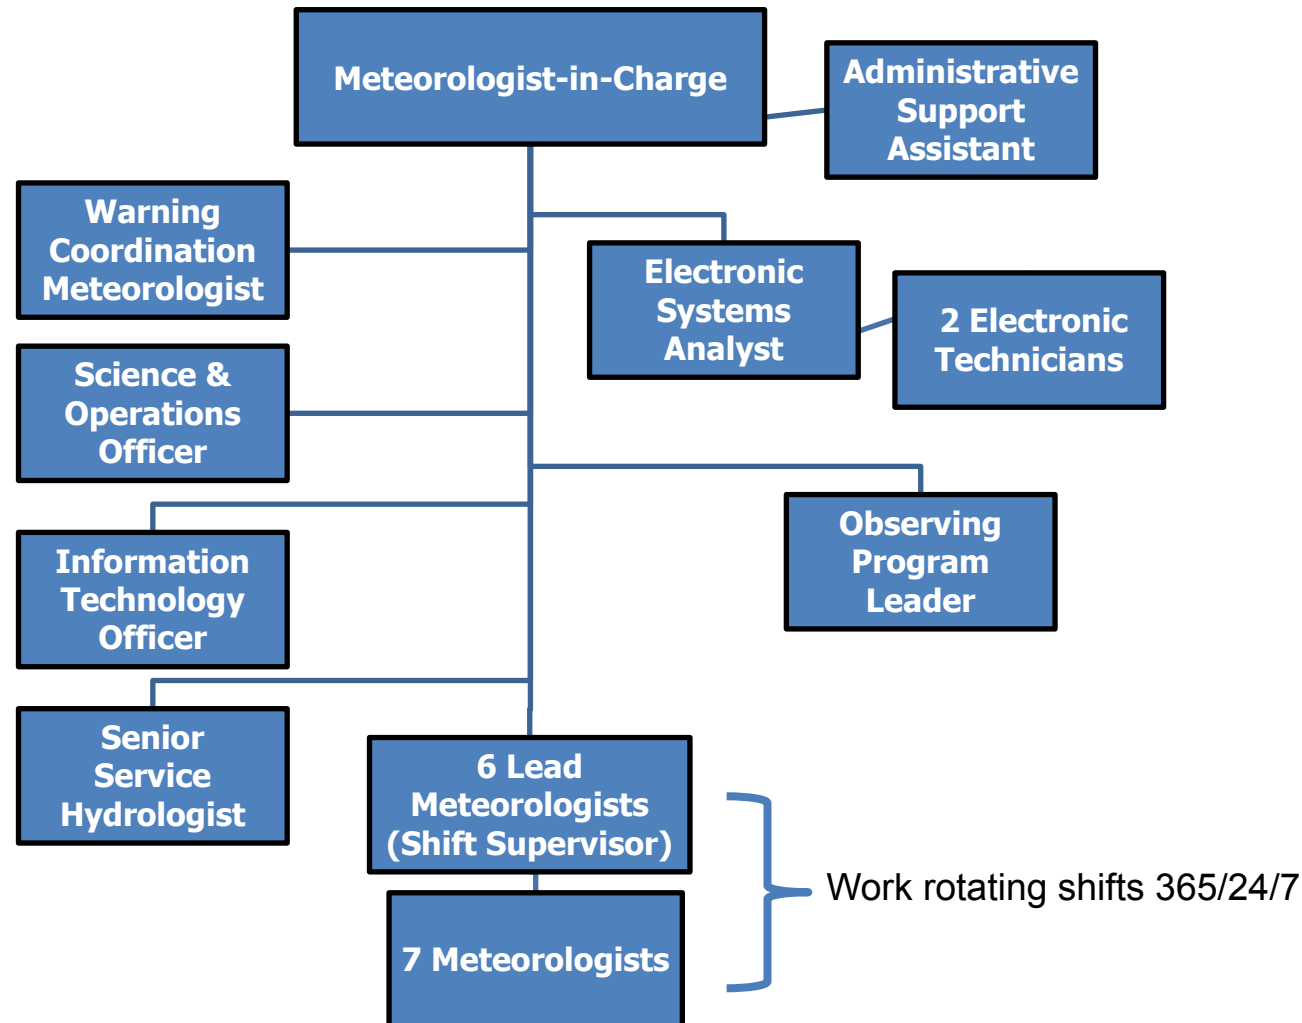 Meteorologist-in-Charge
Administrative
Support
Assistant
Warning
Coordination
Meteorologist
Electronic
Systems
Analyst
2 Electronic
Technicians
Science &
Operations
Officer
Observing
Program
Leader
Information
Technology
Officer
Senior
Service
Hydrologist
6 Lead
Meteorologists
(Shift Supervisor)
Work rotating shifts 365/24/7
7 Meteorologists